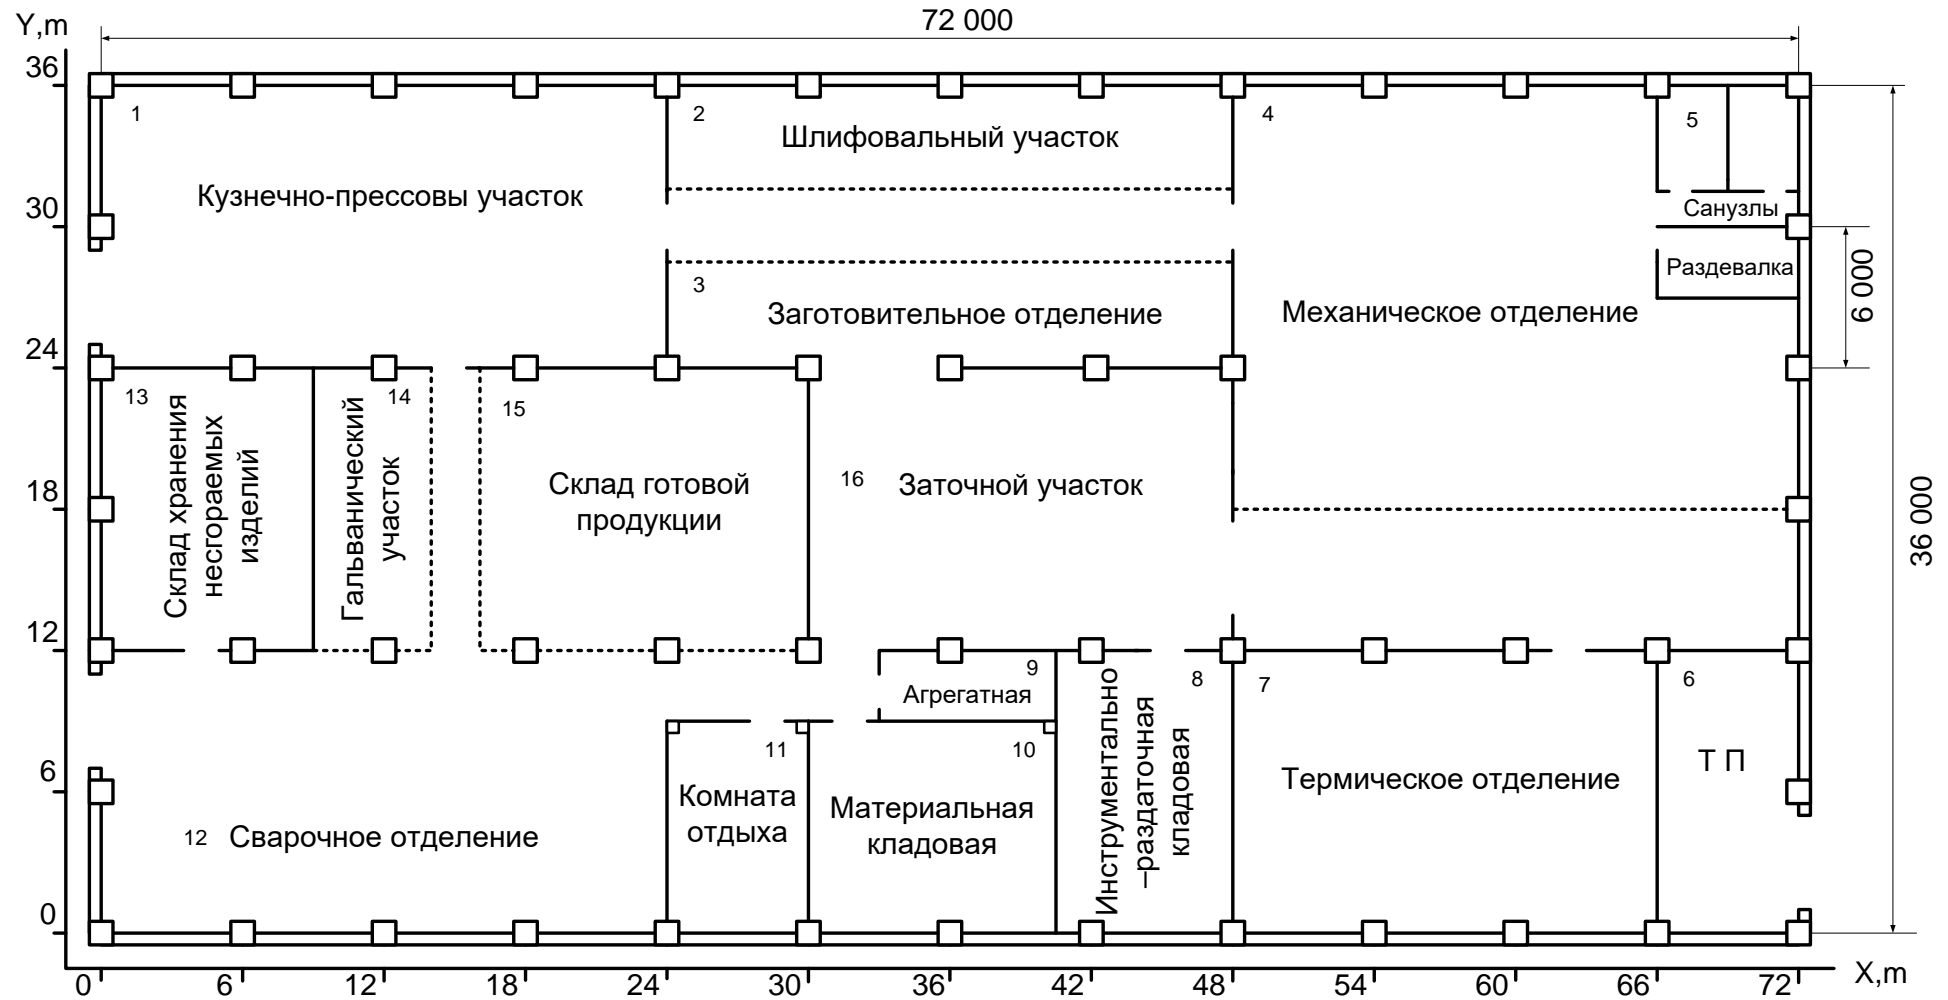 Y,m
72 000
36
1
2
4
5
Шлифовальный участок
Кузнечно-прессовы участок
30
Санузлы
Раздевалка
6 000
3
Заготовительное отделение
Механическое отделение
24
13
14
15
Склад хранения
несгораемых
изделий
Гальванический
участок
Склад готовой
продукции
16
Заточной участок
18
36 000
12
9
Агрегатная
8
7
6
11
10
Инструментально
–раздаточная
кладовая
Т П
6
Комната
отдыха
Материальная
кладовая
Термическое отделение
12
Сварочное отделение
0
0
6
12
18
24
30
36
42
48
54
60
66
72
X,m